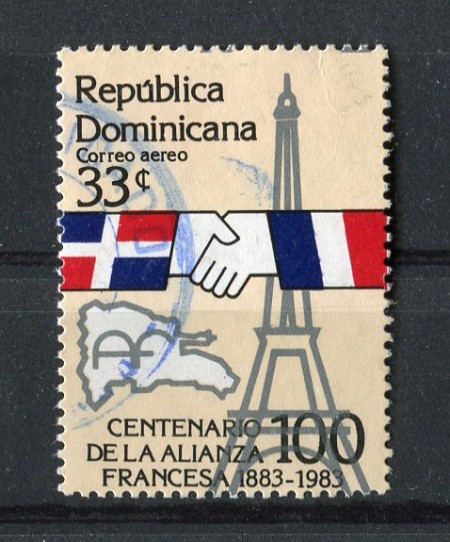 República
Dominicana
Correo aereo
33¢
CENTENARIO 100
DE LA ALIANZA
FRANCESA 1883-1983